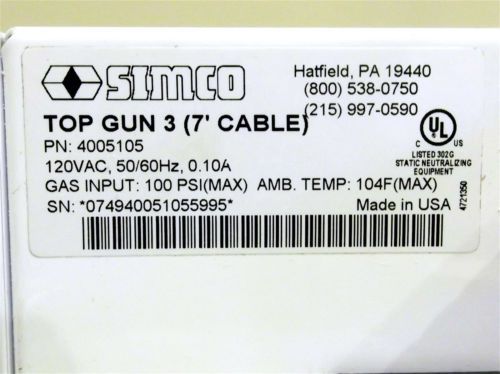 SIMCO
Hatfield, PA 19440
(800) 538-0750
(215) 997-0590
TOP GUN 3 (7' CABLE)
PN: 4005105
120VAC, 50/60Hz, 0.10A
GAS INPUT: 100 PSI(MAX) AMB. TEMP: 104F(MAX)
SN: *074940051055995*
Made in USA
UL
C US
LISTED 302G
STATIC NEUTRALIZING
EQUIPMENT
4721350